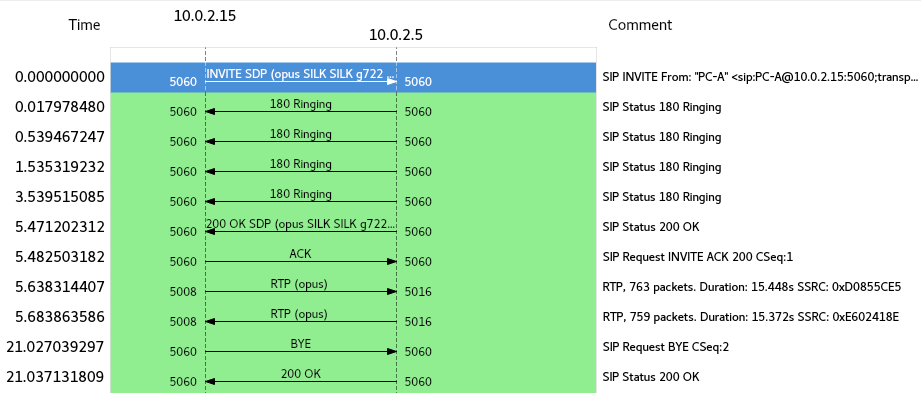 Time 10.0.2.15 10.0.2.5 Comment
0.000000000 5060 INVITE SDP (opus SILK SILK g722 ... 5060 SIP INVITE From: "PC-A" <sip:PC-A@10.0.2.15:5060;transp...
0.017978480 5060 180 Ringing 5060 SIP Status 180 Ringing
0.539467247 5060 180 Ringing 5060 SIP Status 180 Ringing
1.535319232 5060 180 Ringing 5060 SIP Status 180 Ringing
3.539515085 5060 180 Ringing 5060 SIP Status 180 Ringing
5.471202312 5060 200 OK SDP (opus SILK SILK g722... 5060 SIP Status 200 OK
5.482503182 5060 ACK 5060 SIP Request INVITE ACK 200 CSeq:1
5.638314407 5008 RTP (opus) 5016 RTP, 763 packets. Duration: 15.448s SSRC: 0xD0855CE5
5.683863586 5008 RTP (opus) 5016 RTP, 759 packets. Duration: 15.372s SSRC: 0xE602418E
21.027039297 5060 BYE 5060 SIP Request BYE CSeq:2
21.037131809 5060 200 OK 5060 SIP Status 200 OK